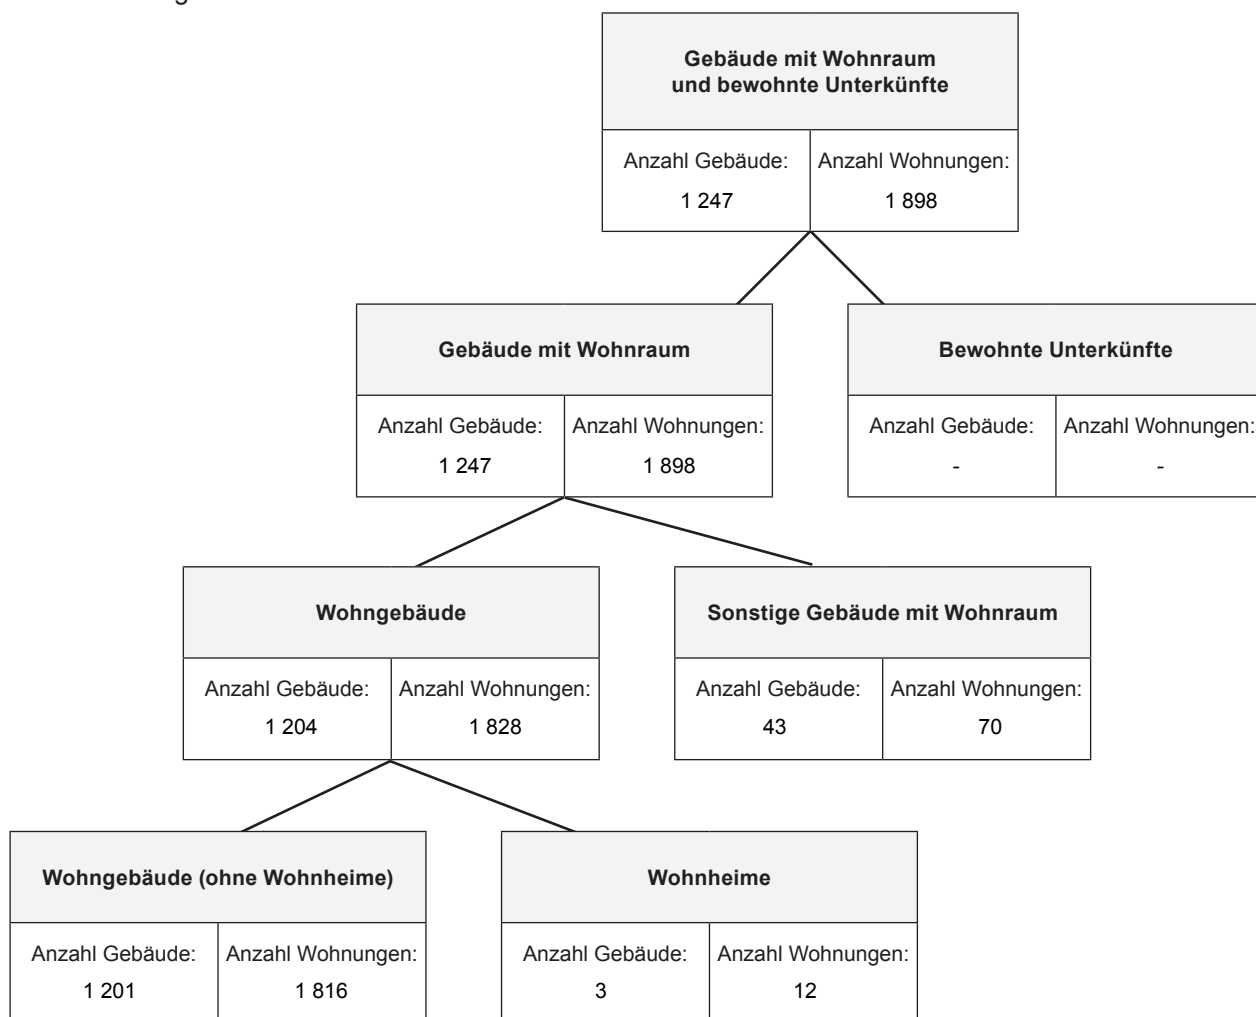 Gebäude mit Wohnraum
und bewohnte Unterkünfte
Anzahl Gebäude: Anzahl Wohnungen:
1 247 1 898
Gebäude mit Wohnraum Bewohnte Unterkünfte
Anzahl Gebäude: Anzahl Wohnungen: Anzahl Gebäude: Anzahl Wohnungen:
1 247 1 898 - -
Wohngebäude Sonstige Gebäude mit Wohnraum
Anzahl Gebäude: Anzahl Wohnungen: Anzahl Gebäude: Anzahl Wohnungen:
1 204 1 828 43 70
Wohngebäude (ohne Wohnheime) Wohnheime
Anzahl Gebäude: Anzahl Wohnungen: Anzahl Gebäude: Anzahl Wohnungen:
1 201 1 816 3 12